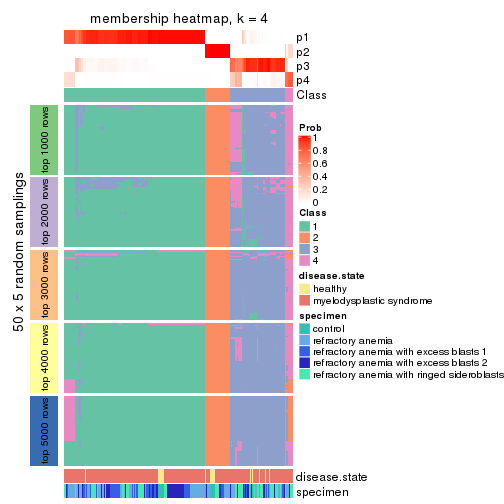 membership heatmap, k = 4
p1
p2
p3
p4
Class
50 x 5 random samplings
top 1000 rows
top 2000 rows
top 3000 rows
top 4000 rows
top 5000 rows
disease.state
specimen
Prob
1
0.8
0.6
0.4
0.2
0
Class
1
2
3
4
disease.state
healthy
myelodysplastic syndrome
specimen
control
refractory anemia
refractory anemia with excess blasts 1
refractory anemia with excess blasts 2
refractory anemia with ringed sideroblasts